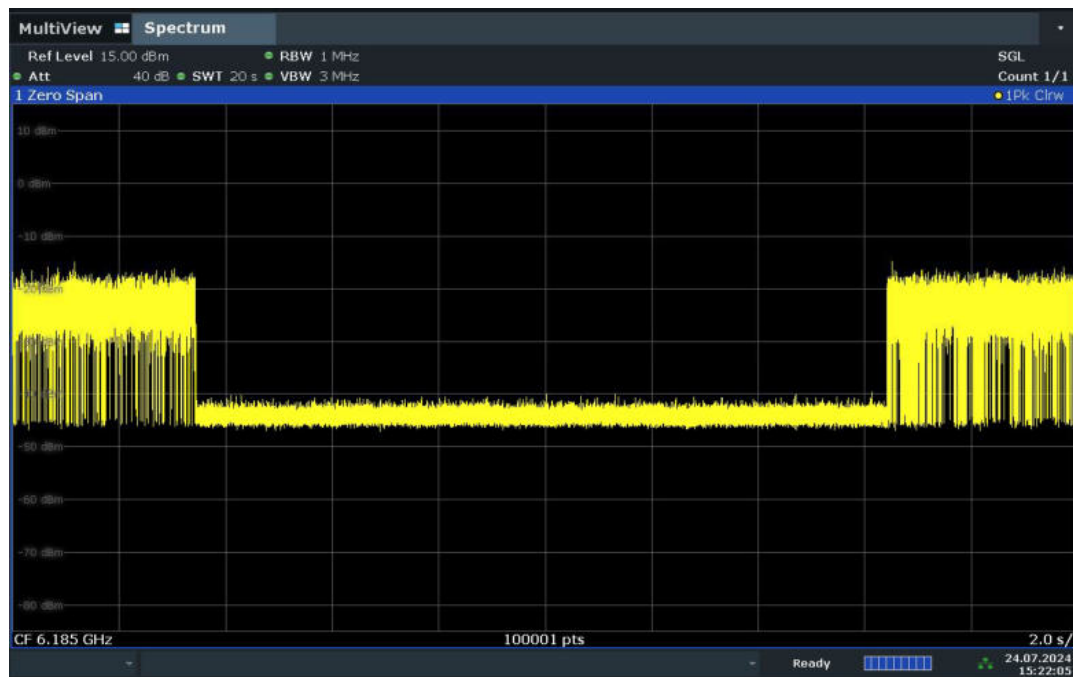 MultiView Spectrum
Ref Level 15.00 dBm RBW 1 MHz SGL
Att 40 dB SWT 20 s VBW 3 MHz Count 1/1
1 Zero Span 1Pk Clrw
10 dBm
0 dBm
-10 dBm
-20 dBm
-50 dBm
-60 dBm
-70 dBm
-80 dBm
CF 6.185 GHz 100001 pts 2.0 s/
Ready 24.07.2024
15:22:05